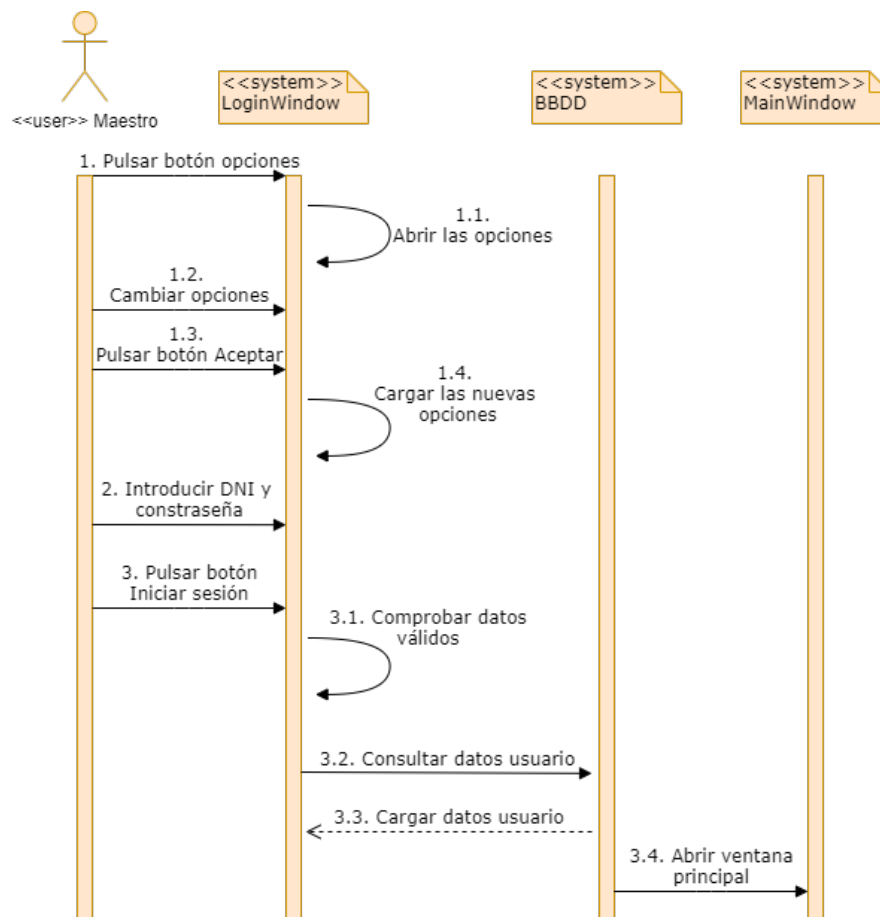 <<system>>
LoginWindow
<<system>>
BBDD
<<system>>
MainWindow
<<user>> Maestro
1. Pulsar botón opciones
1.1.
Abrir las opciones
1.2.
Cambiar opciones
1.3.
Pulsar botón Aceptar
1.4.
Cargar las nuevas
opciones
2. Introducir DNI y
constraseña
3. Pulsar botón
Iniciar sesión
3.1. Comprobar datos
válidos
3.2. Consultar datos usuario
3.3. Cargar datos usuario
3.4. Abrir ventana
principal